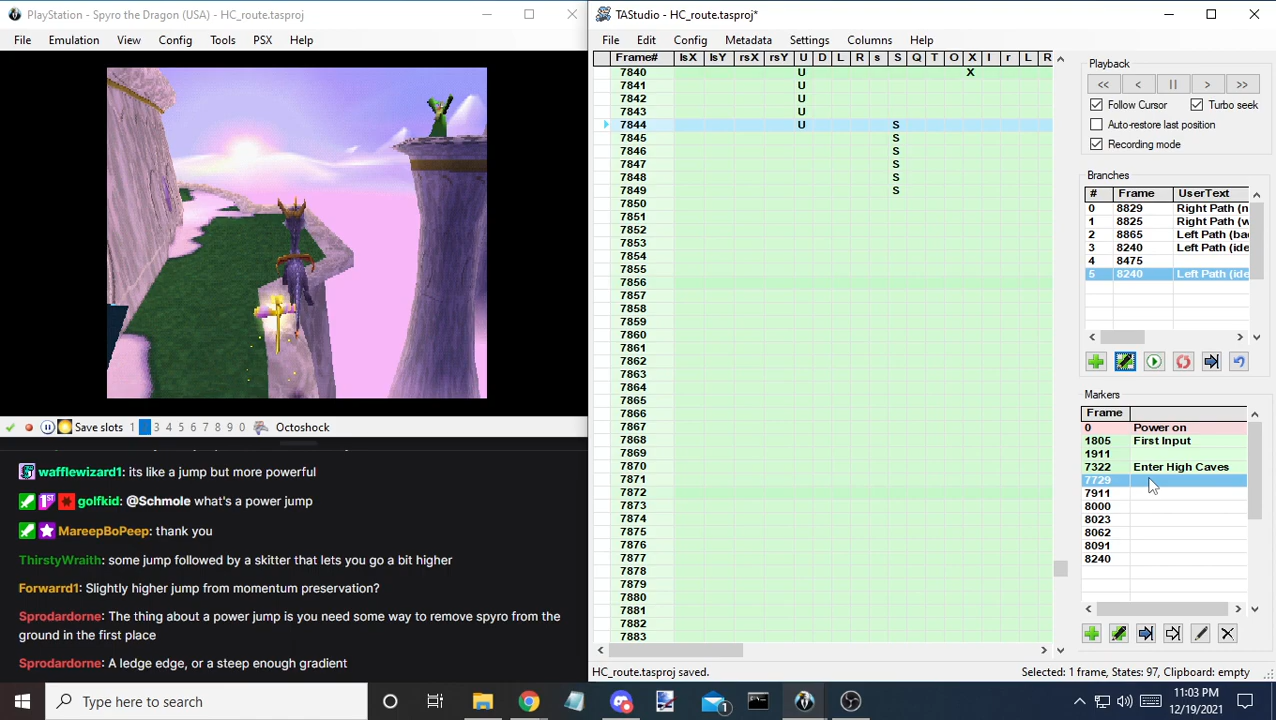 PlayStation - Spyro the Dragon (USA) - HC_route.tasproj
File Emulation View Config Tools PSX Help
Save slots 1 2 3 4 5 6 7 8 9 0 Octoshock
wafflewizard1: its like a jump but more powerful
golfkid: @Schmole what's a power jump
MareepBoPeep: thank you
ThirstyWraith: some jump followed by a skitter that lets you go a bit higher
Forwarrd1: Slightly higher jump from momentum preservation?
Sprodardorne: The thing about a power jump is you need some way to remove spyro from the
ground in the first place
Sprodardorne: A ledge edge, or a steep enough gradient
TAStudio - HC_route.tasproj*
File Edit Config Metadata Settings Columns Help
Frame# lsX lsY rsX rsY U D L R s S Q T O X l r L R
7840 U X
7841 U
7842 U
7843 U
7844 U S
7845 S
7846 S
7847 S
7848 S
7849 S
7850
7851
7852
7853
7854
7855
7856
7857
7858
7859
7860
7861
7862
7863
7864
7865
7866
7867
7868
7869
7870
7871
7872
7873
7874
7875
7876
7877
7878
7879
7880
7881
7882
7883
HC_route.tasproj saved.
Selected: 1 frame, States: 97, Clipboard: empty
Playback
<< < || > >>
Follow Cursor Turbo seek
Auto-restore last position
Recording mode
Branches
# Frame UserText
0 8829 Right Path (n
1 8825 Right Path (w
2 8865 Left Path (ba
3 8240 Left Path (ide
4 8475
5 8240 Left Path (ide
Markers
Frame
0 Power on
1805 First Input
1911
7322 Enter High Caves
7729
7911
8000
8023
8062
8091
8240
Type here to search
1
11:03 PM
12/19/2021